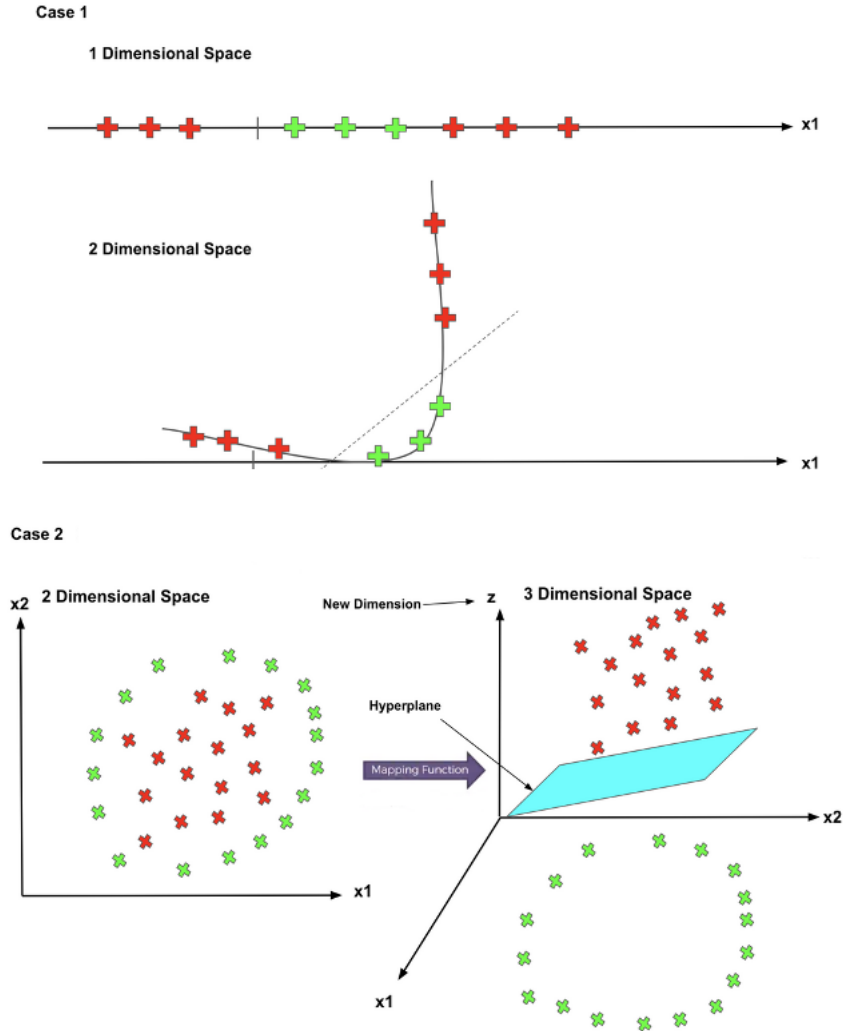 Case 1
1 Dimensional Space
x1
2 Dimensional Space
x1
Case 2
x2
2 Dimensional Space
x1
Mapping Function
New Dimension
z
3 Dimensional Space
Hyperplane
x2
x1